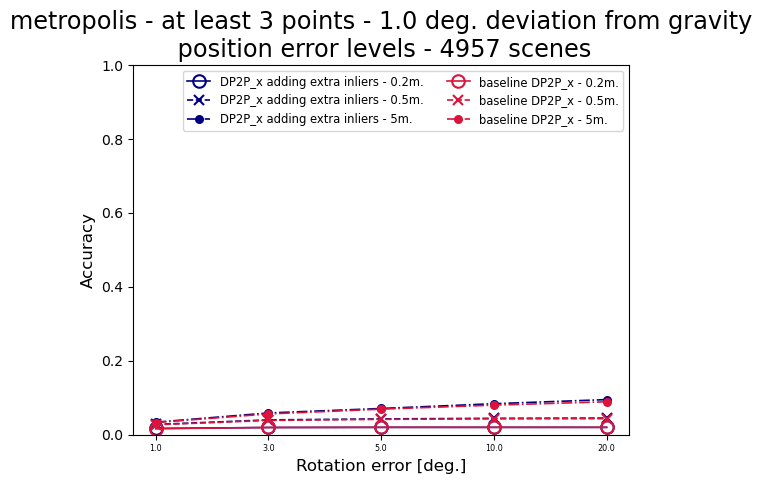 metropolis - at least 3 points - 1.0 deg. deviation from gravity
position error levels - 4957 scenes
DP2P_x adding extra inliers - 0.2m.
DP2P_x adding extra inliers - 0.5m.
DP2P_x adding extra inliers - 5m.
baseline DP2P_x - 0.2m.
baseline DP2P_x - 0.5m.
baseline DP2P_x - 5m.
Accuracy
1.0
0.8
0.6
0.4
0.2
0.0
1.0
3.0
5.0
10.0
20.0
Rotation error [deg.]